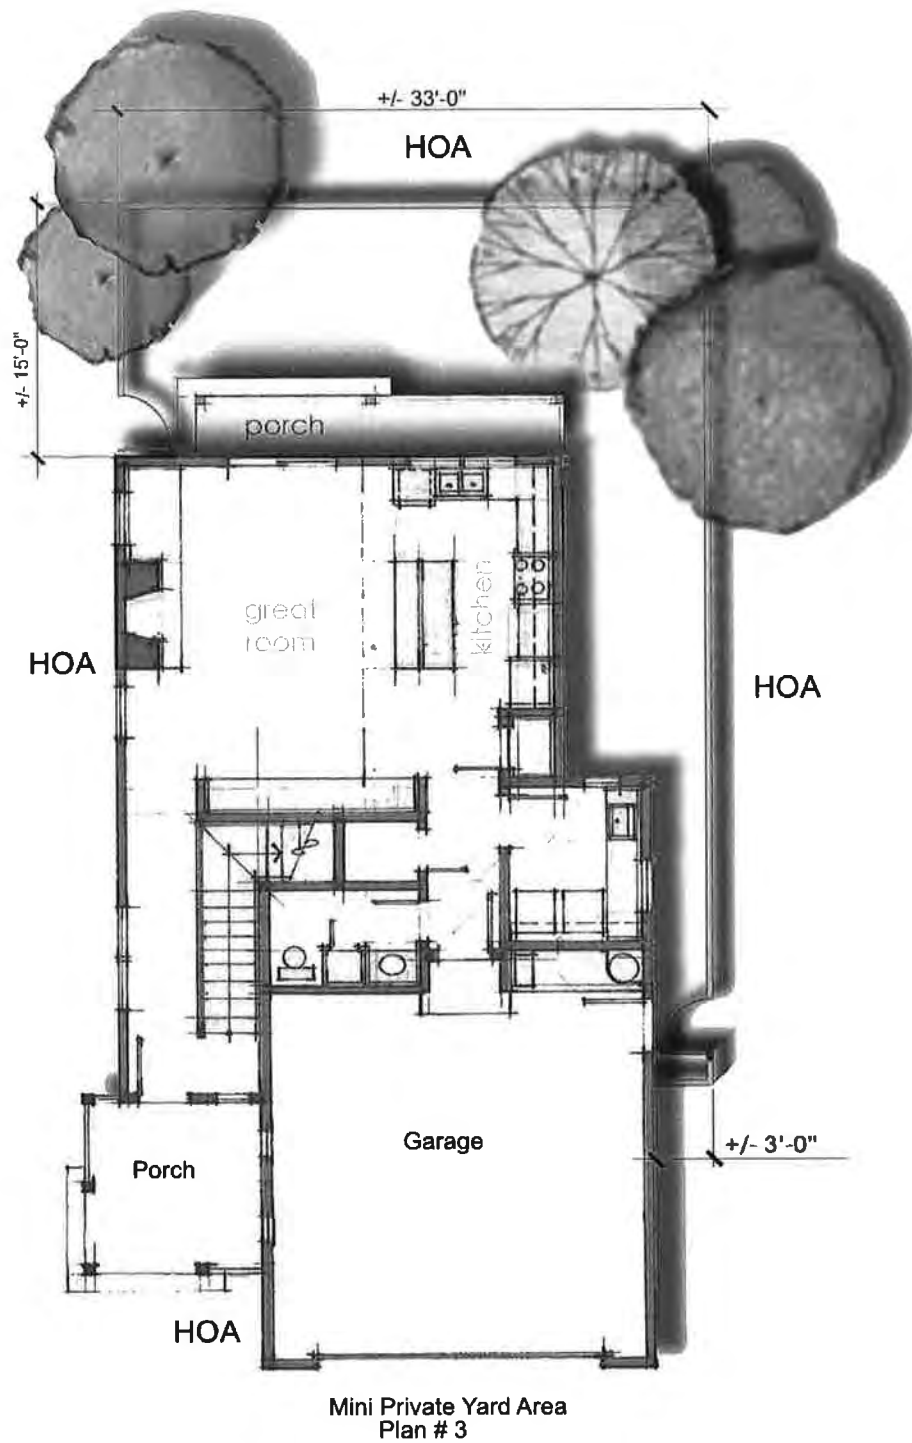 +/- 33'-0"
HOA
+/- 15'-0"
porch
great
room
kitchen
HOA
HOA
Garage
+/- 3'-0"
Porch
HOA
Mini Private Yard Area
Plan # 3